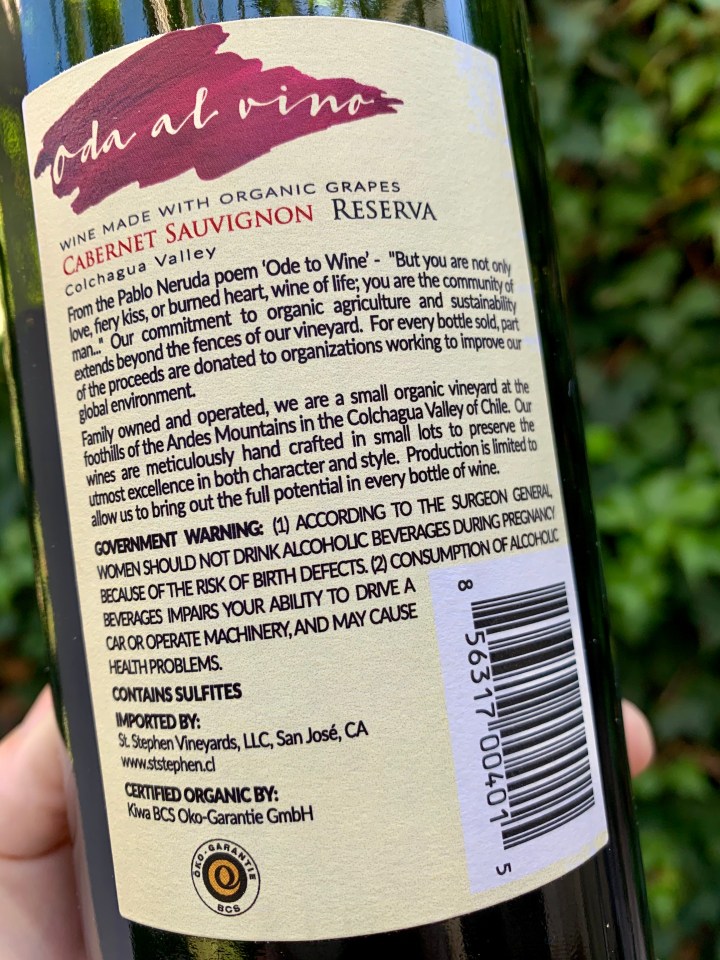 Oda al vino
WINE MADE WITH ORGANIC GRAPES
CABERNET SAUVIGNON RESERVA
Colchagua Valley
From the Pablo Neruda poem 'Ode to Wine' - "But you are not only
love, fiery kiss, or burned heart, wine of life; you are the community of
man..." Our commitment to organic agriculture and sustainability
extends beyond the fences of our vineyard. For every bottle sold, part
of the proceeds are donated to organizations working to improve our
global environment.
Family owned and operated, we are a small organic vineyard at the
foothills of the Andes Mountains in the Colchagua Valley of Chile. Our
wines are meticulously hand crafted in small lots to preserve the
utmost excellence in both character and style. Production is limited to
allow us to bring out the full potential in every bottle of wine.
GOVERNMENT WARNING: (1) ACCORDING TO THE SURGEON GENERAL,
WOMEN SHOULD NOT DRINK ALCOHOLIC BEVERAGES DURING PREGNANCY
BECAUSE OF THE RISK OF BIRTH DEFECTS. (2) CONSUMPTION OF ALCOHOLIC
BEVERAGES IMPAIRS YOUR ABILITY TO DRIVE A
CAR OR OPERATE MACHINERY, AND MAY CAUSE
HEALTH PROBLEMS.
CONTAINS SULFITES
IMPORTED BY:
St. Stephen Vineyards, LLC, San José, CA
www.ststephen.cl
CERTIFIED ORGANIC BY:
Kiwa BCS Oko-Garantie GmbH
ÖKO-GARANTIE
BCS
8 56317 00401 5